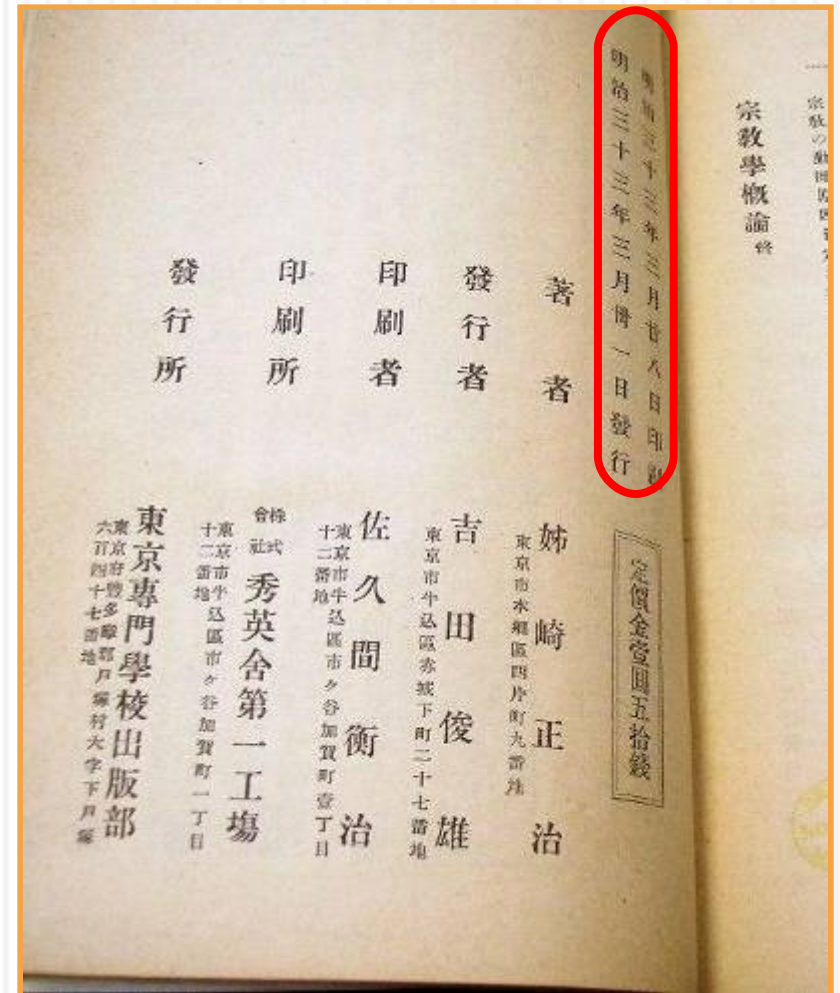 宗教學概論 終
明治三十三年三月廿八日印刷
明治三十三年三月卅一日發行
定價金壹圓五拾錢
著者
姉崎正治
東京市本郷區西片町九番地
發行者
吉田俊雄
東京市牛込區赤城下町二十七番地
印刷者
佐久間衡治
東京市牛込區市ヶ谷加賀町壹丁目
十二番地
印刷所
株式會社 秀英舍第一工場
東京市牛込區市ヶ谷加賀町一丁目
十二番地
發行所
東京專門學校出版部
東京府豐多摩郡戸塚村大字下戸塚
六百四十七番地